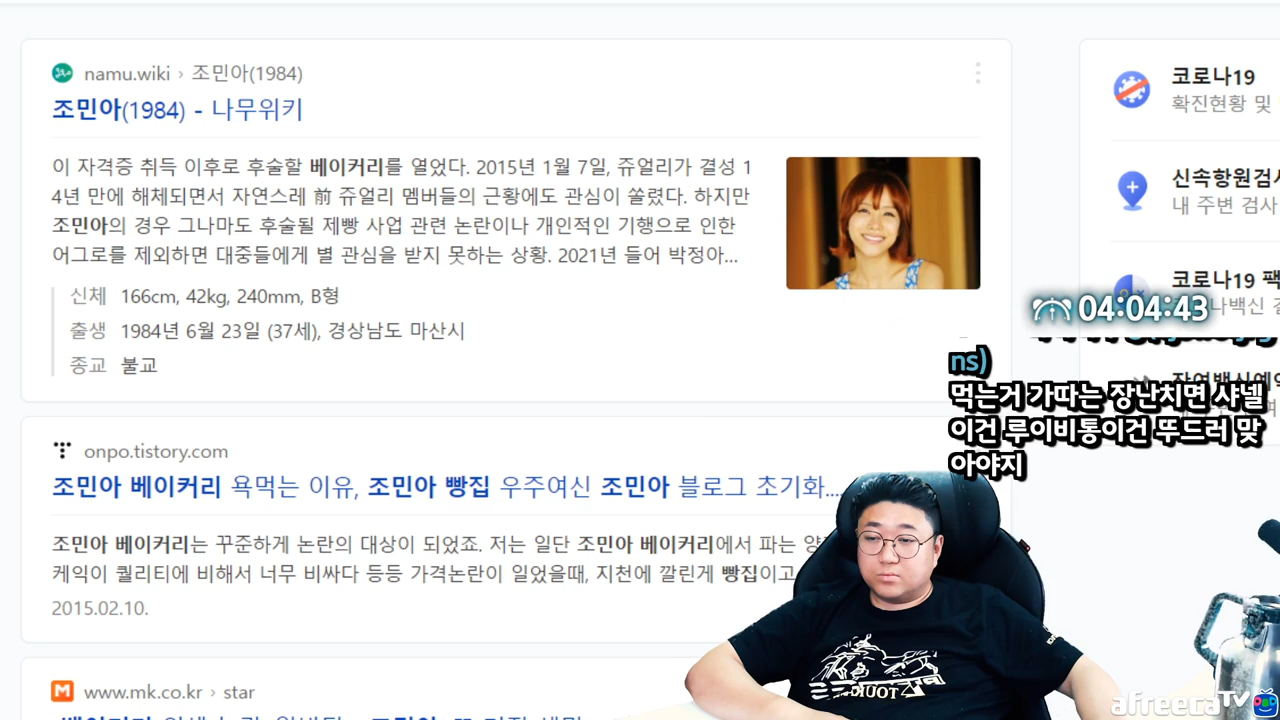 namu.wiki › 조민아(1984)
조민아(1984) - 나무위키
이 자격증 취득 이후로 후술할 베이커리를 열었다. 2015년 1월 7일, 쥬얼리가 결성 1
4년 만에 해체되면서 자연스레 前 쥬얼리 멤버들의 근황에도 관심이 쏠렸다. 하지만
조민아의 경우 그나마도 후술될 제빵 사업 관련 논란이나 개인적인 기행으로 인한
어그로를 제외하면 대중들에게 별 관심을 받지 못하는 상황. 2021년 들어 박정아...
신체 166cm, 42kg, 240mm, B형
출생 1984년 6월 23일 (37세), 경상남도 마산시
종교 불교
onpo.tistory.com
조민아 베이커리 욕먹는 이유, 조민아 빵집 우주여신 조민아 블로그 초기화....
조민아 베이커리는 꾸준하게 논란의 대상이 되었죠. 저는 일단 조민아 베이커리에서 파는
케익이 퀄리티에 비해서 너무 비싸다 등등 가격논란이 일었을때, 지천에 깔린게 빵집이고
2015.02.10.
www.mk.co.kr › star
코로나19
확진현황 및
신속항원검사
내 주변 검사
코로나19
04:04:43
ns)
먹는거 가따는 장난치면 샤넬
이건 루이비통이건 뚜드러 맞
아야지
TOUR
afreecaTV